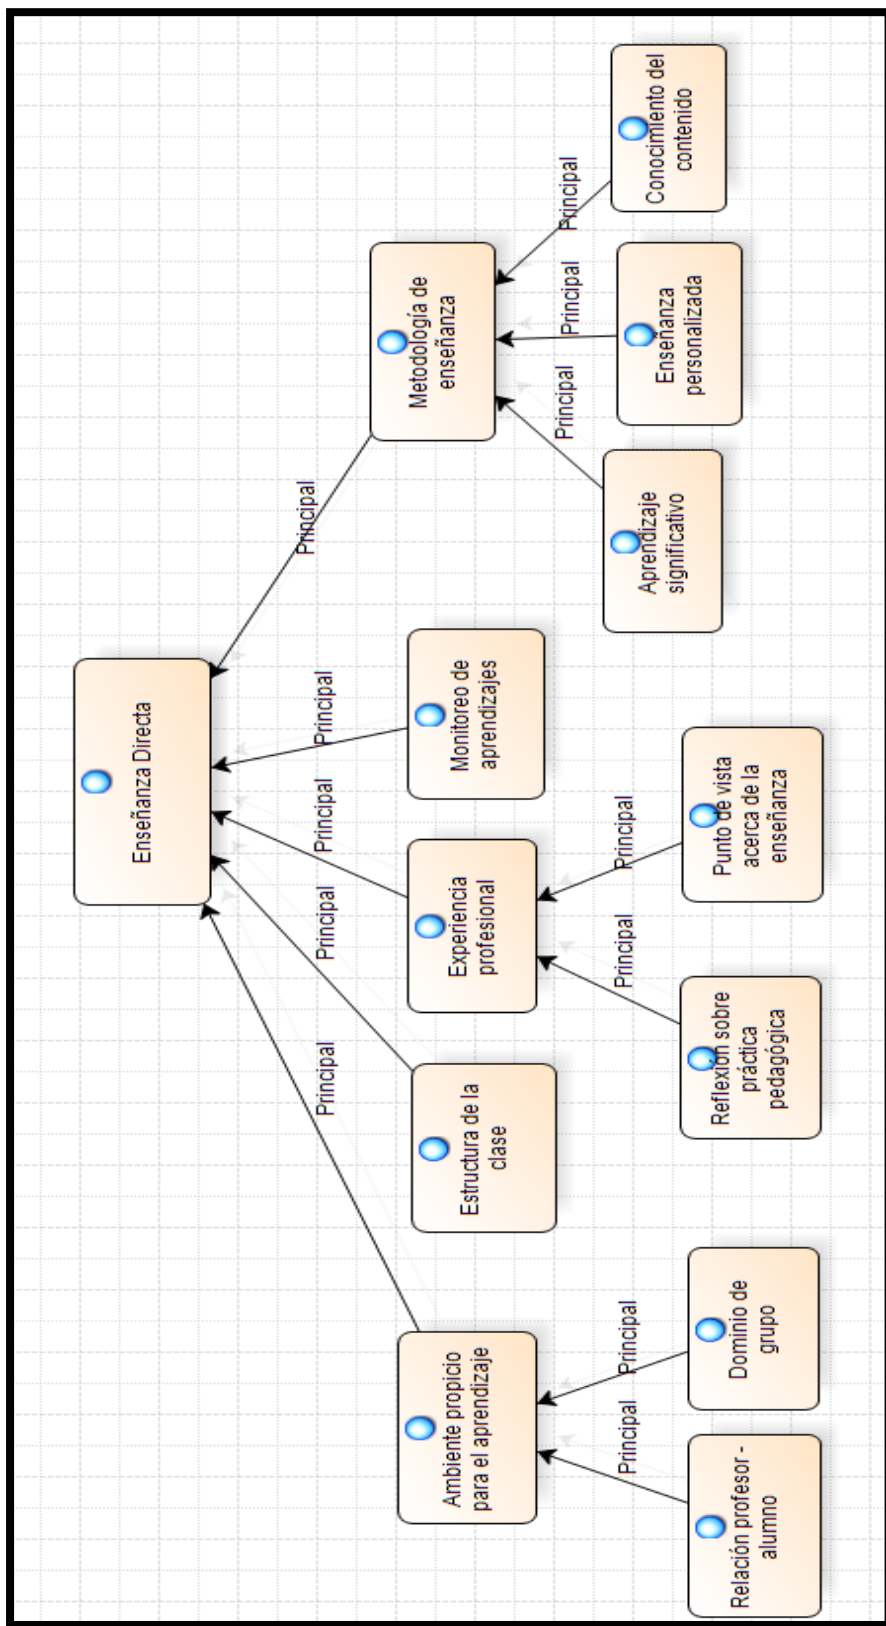 Enseñanza Directa
Principal
Principal
Principal
Principal
Principal
Ambiente propicio
para el aprendizaje
Estructura de la
clase
Experiencia
profesional
Monitoreo de
aprendizajes
Metodología de
enseñanza
Principal
Principal
Principal
Principal
Principal
Principal
Principal
Relación profesor -
alumno
Dominio de
grupo
Reflexión sobre
práctica
pedagógica
Punto de vista
acerca de la
enseñanza
Aprendizaje
significativo
Enseñanza
personalizada
Conocimiento del
contenido